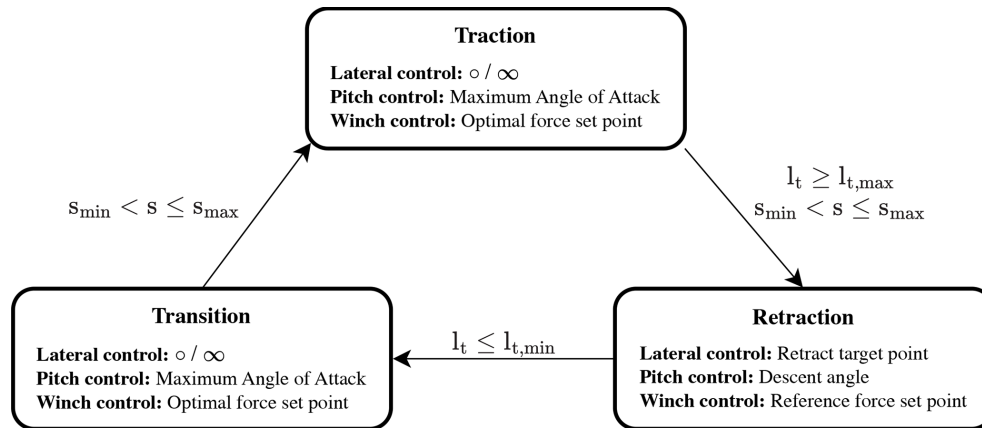 Traction
Lateral control: ○ / ∞
Pitch control: Maximum Angle of Attack
Winch control: Optimal force set point
l_t ≥ l_t,max
s_min < s ≤ s_max
s_min < s ≤ s_max
Transition
Lateral control: ○ / ∞
Pitch control: Maximum Angle of Attack
Winch control: Optimal force set point
l_t ≤ l_t,min
Retraction
Lateral control: Retract target point
Pitch control: Descent angle
Winch control: Reference force set point